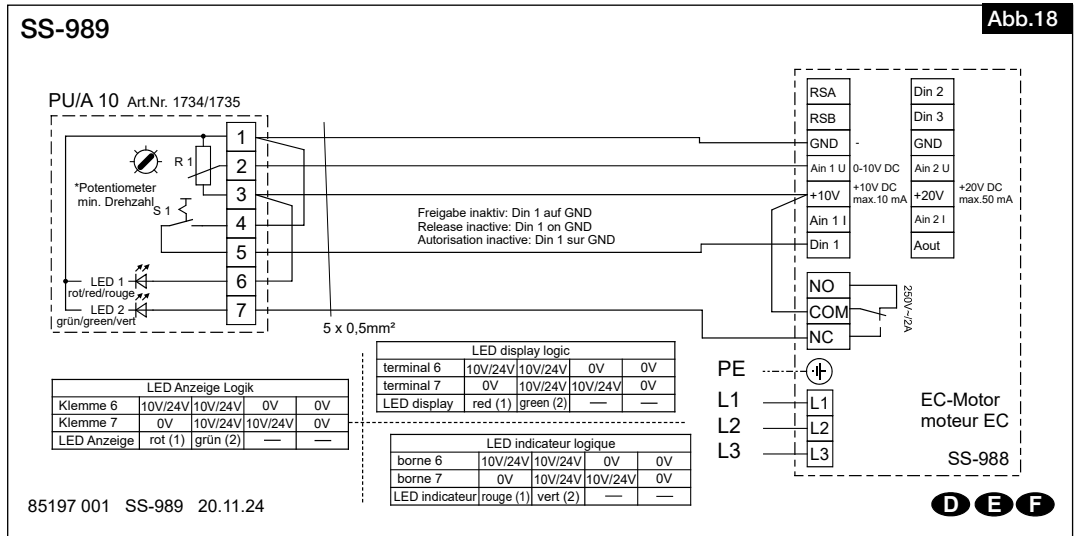 SS-989
Abb.18
PU/A 10 Art.Nr. 1734/1735
1
2
3
4
5
6
7
R 1
*Potentiometer
min. Drehzahl
S 1
LED 1
rot/red/rouge
LED 2
grün/green/vert
5 x 0,5mm²
Freigabe inaktiv: Din 1 auf GND
Release inactive: Din 1 on GND
Autorisation inactive: Din 1 sur GND
RSA
RSB
GND -
Ain 1 U 0-10V DC
+10V +10V DC
max.10 mA
Ain 1 I
Din 1
Din 2
Din 3
GND
Ain 2 U
+20V +20V DC
max.50 mA
Ain 2 I
Aout
NO
COM
NC
250V~/2A
PE
L1 L1
L2 L2
L3 L3
EC-Motor
moteur EC
SS-988
LED display logic
terminal 6 10V/24V 10V/24V 0V 0V
terminal 7 0V 10V/24V 10V/24V 0V
LED display red (1) green (2) — —
LED Anzeige Logik
Klemme 6 10V/24V 10V/24V 0V 0V
Klemme 7 0V 10V/24V 10V/24V 0V
LED Anzeige rot (1) grün (2) — —
LED indicateur logique
borne 6 10V/24V 10V/24V 0V 0V
borne 7 0V 10V/24V 10V/24V 0V
LED indicateur rouge (1) vert (2) — —
85197 001 SS-989 20.11.24
D E F